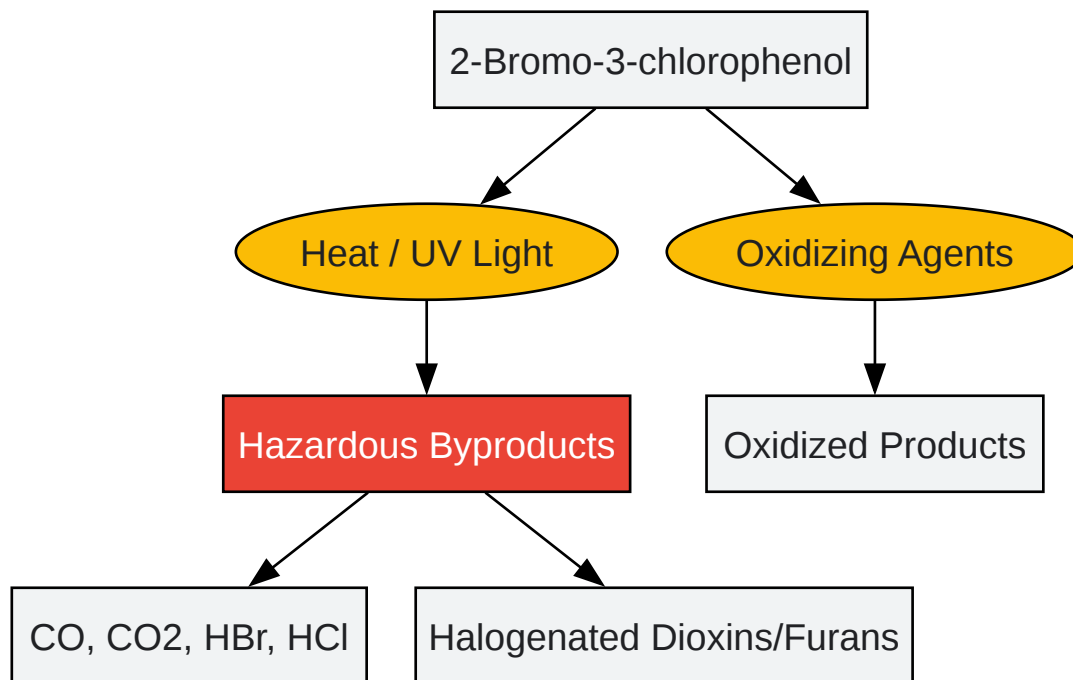 2-Bromo-3-chlorophenol
Heat / UV Light
Oxidizing Agents
Hazardous Byproducts
Oxidized Products
CO, CO2, HBr, HCl
Halogenated Dioxins/Furans